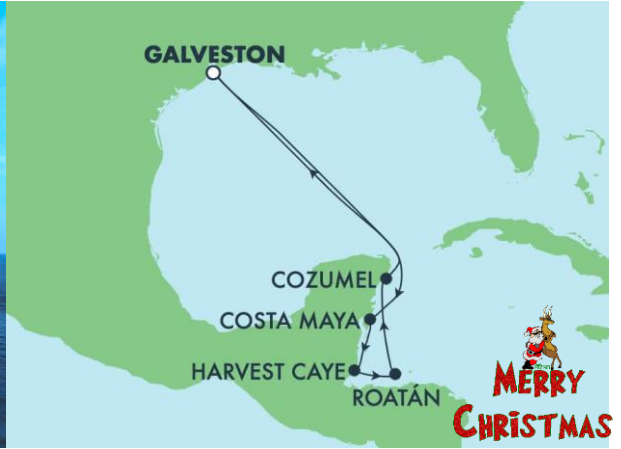 GALVESTON
COZUMEL
COSTA MAYA
HARVEST CAYE
ROATÁN
MERRY
CHRISTMAS